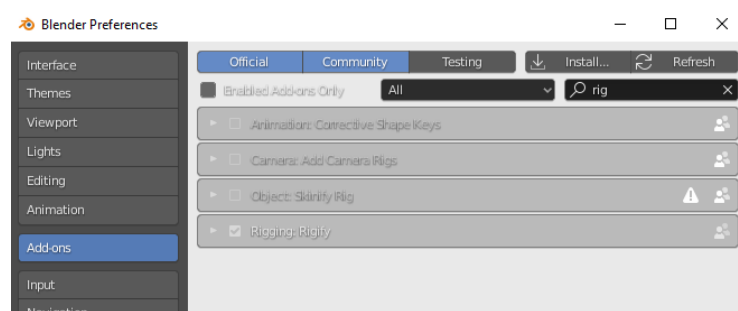 Blender Preferences
Interface
Themes
Viewport
Lights
Editing
Animation
Add-ons
Input
Official Community Testing Install... Refresh
Enabled Add-ons Only All rig
Animation: Corrective Shape Keys
Camera: Add Camera Rigs
Object: Skinify Rig
Rigging: Rigify